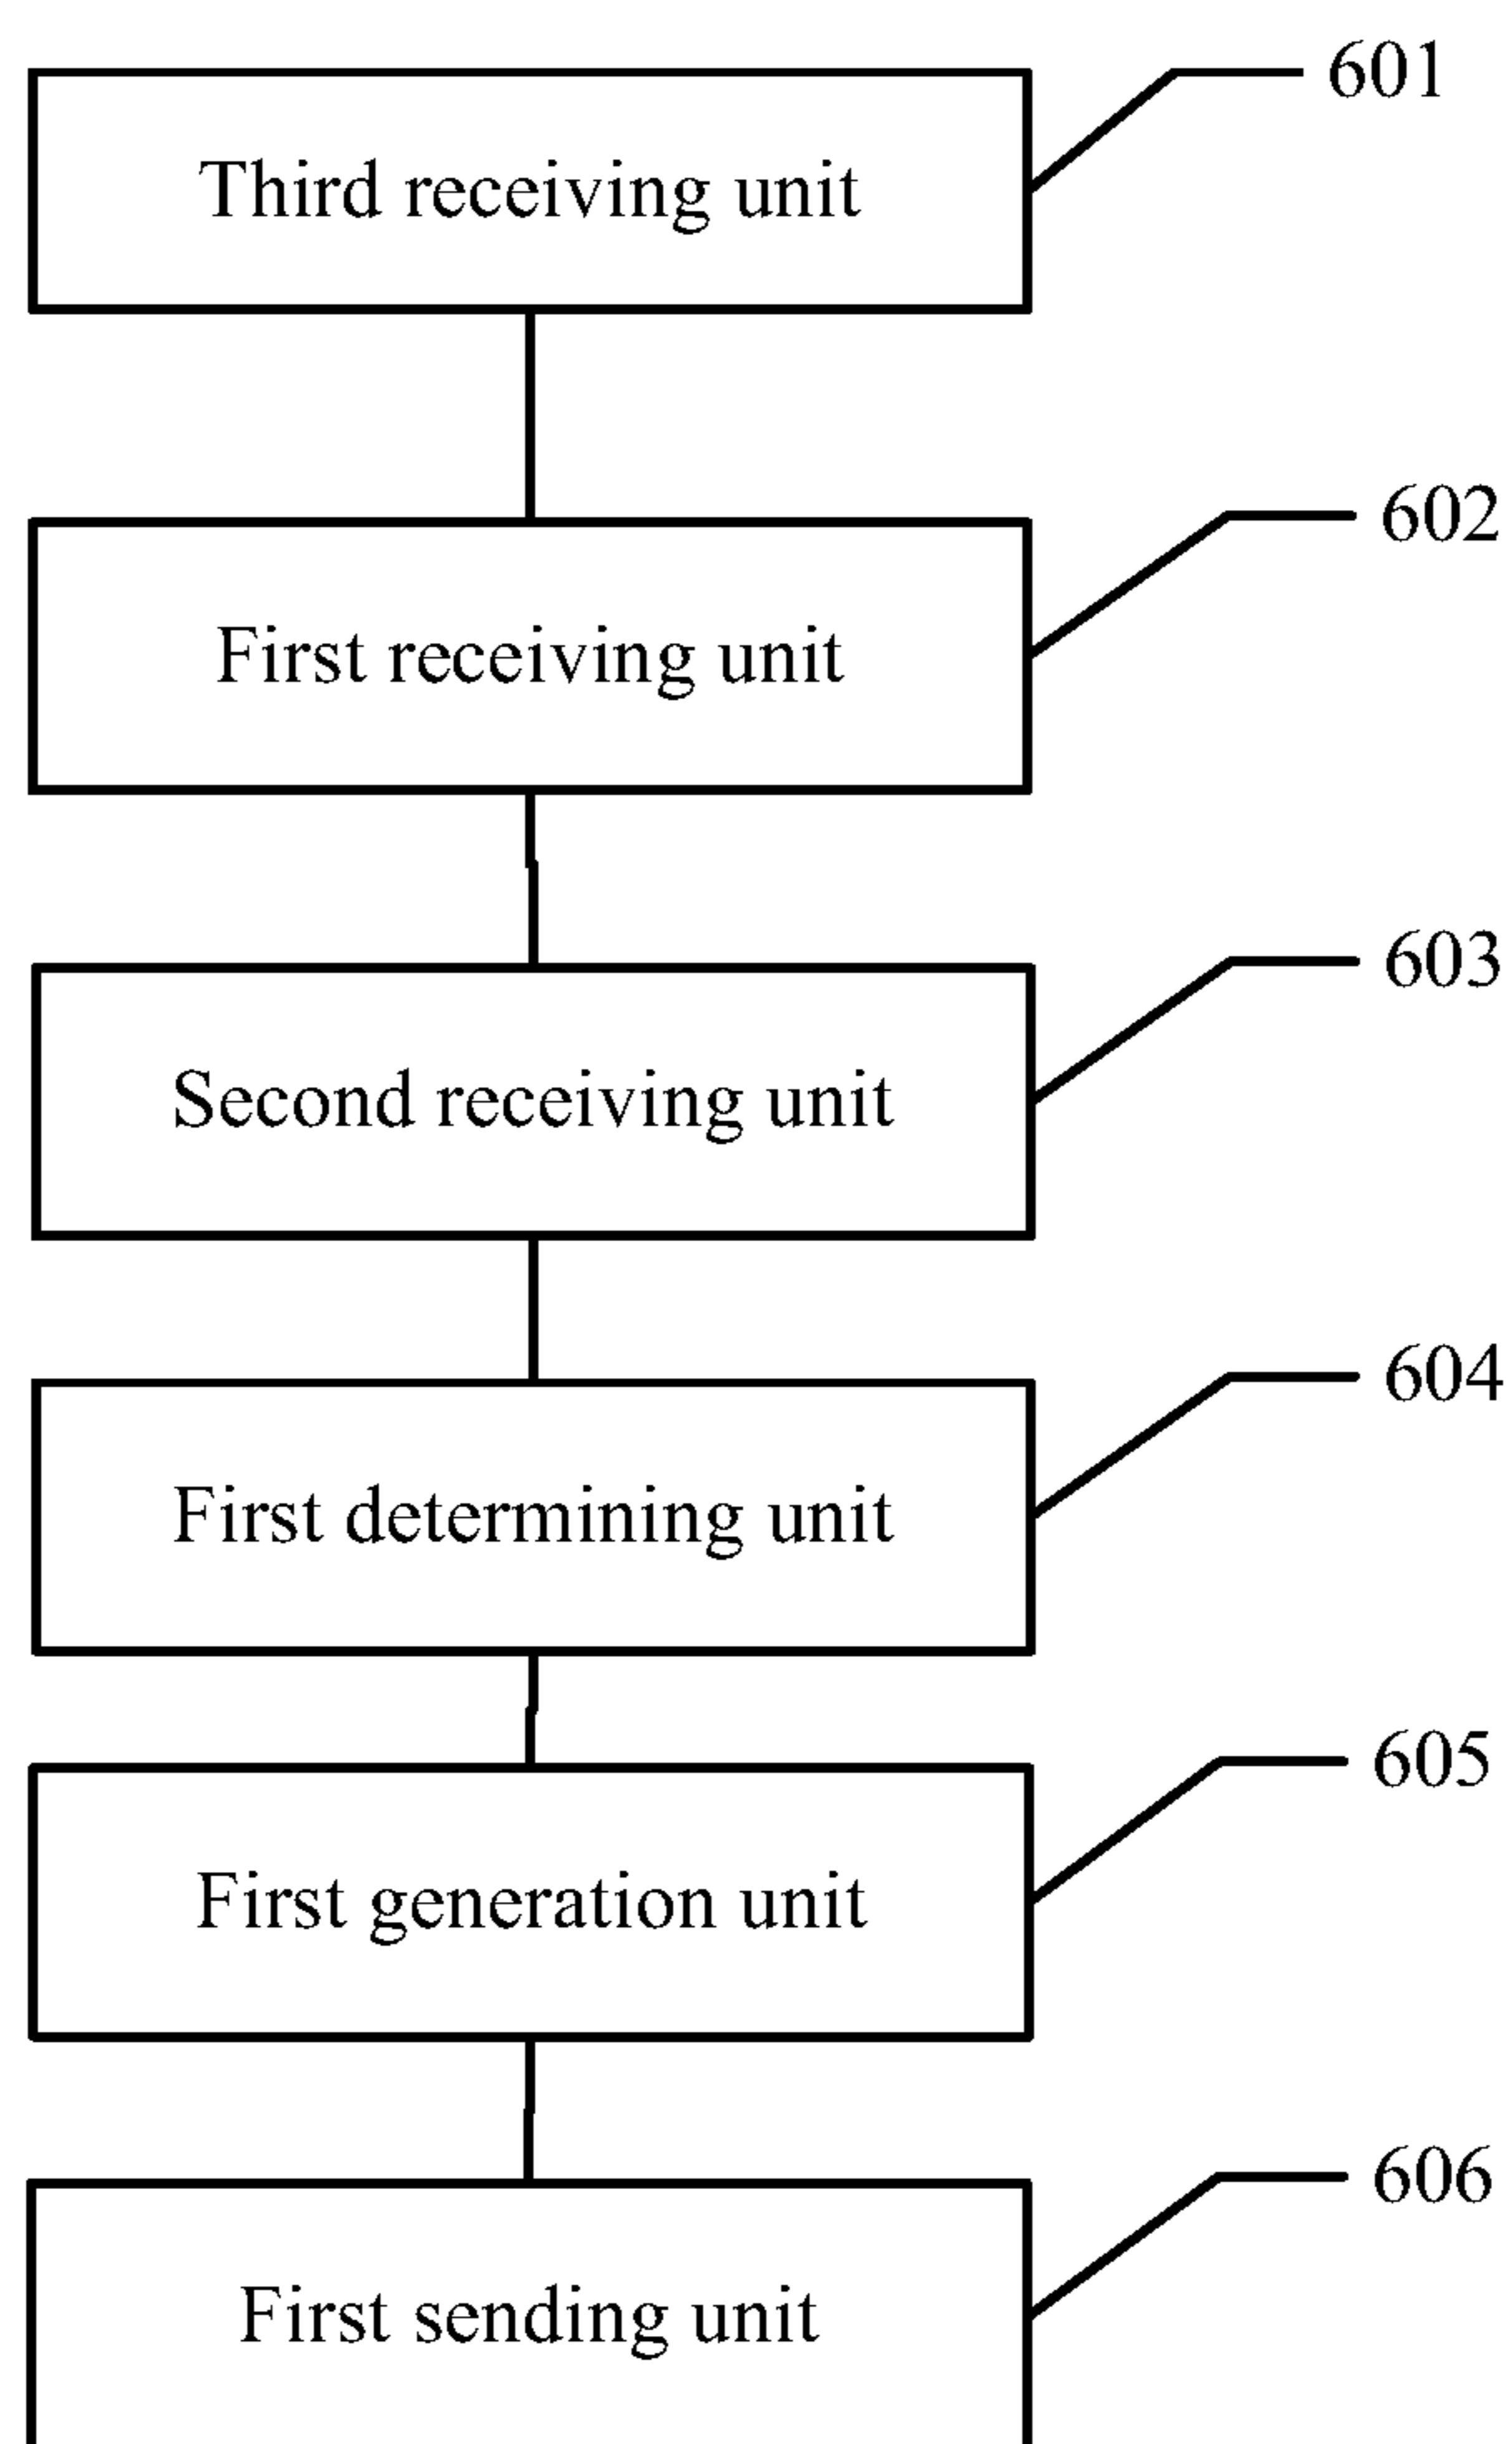 601
Third receiving unit
602
First receiving unit
603
Second receiving unit
604
First determining unit
605
First generation unit
606
First sending unit